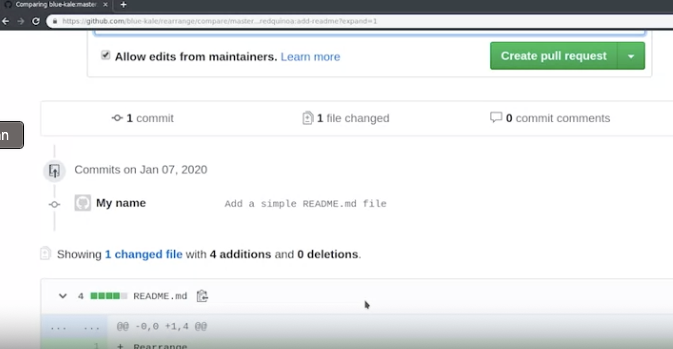 Comparing blue-kale:master
https://github.com/blue-kale/rearrange/compare/master...redquinoa:add-readme?expand=1
Allow edits from maintainers. Learn more
Create pull request
1 commit
1 file changed
0 commit comments
Commits on Jan 07, 2020
My name
Add a simple README.md file
Showing 1 changed file with 4 additions and 0 deletions.
4 README.md
... ... @@ -0,0 +1,4 @@
1 + Rearrange